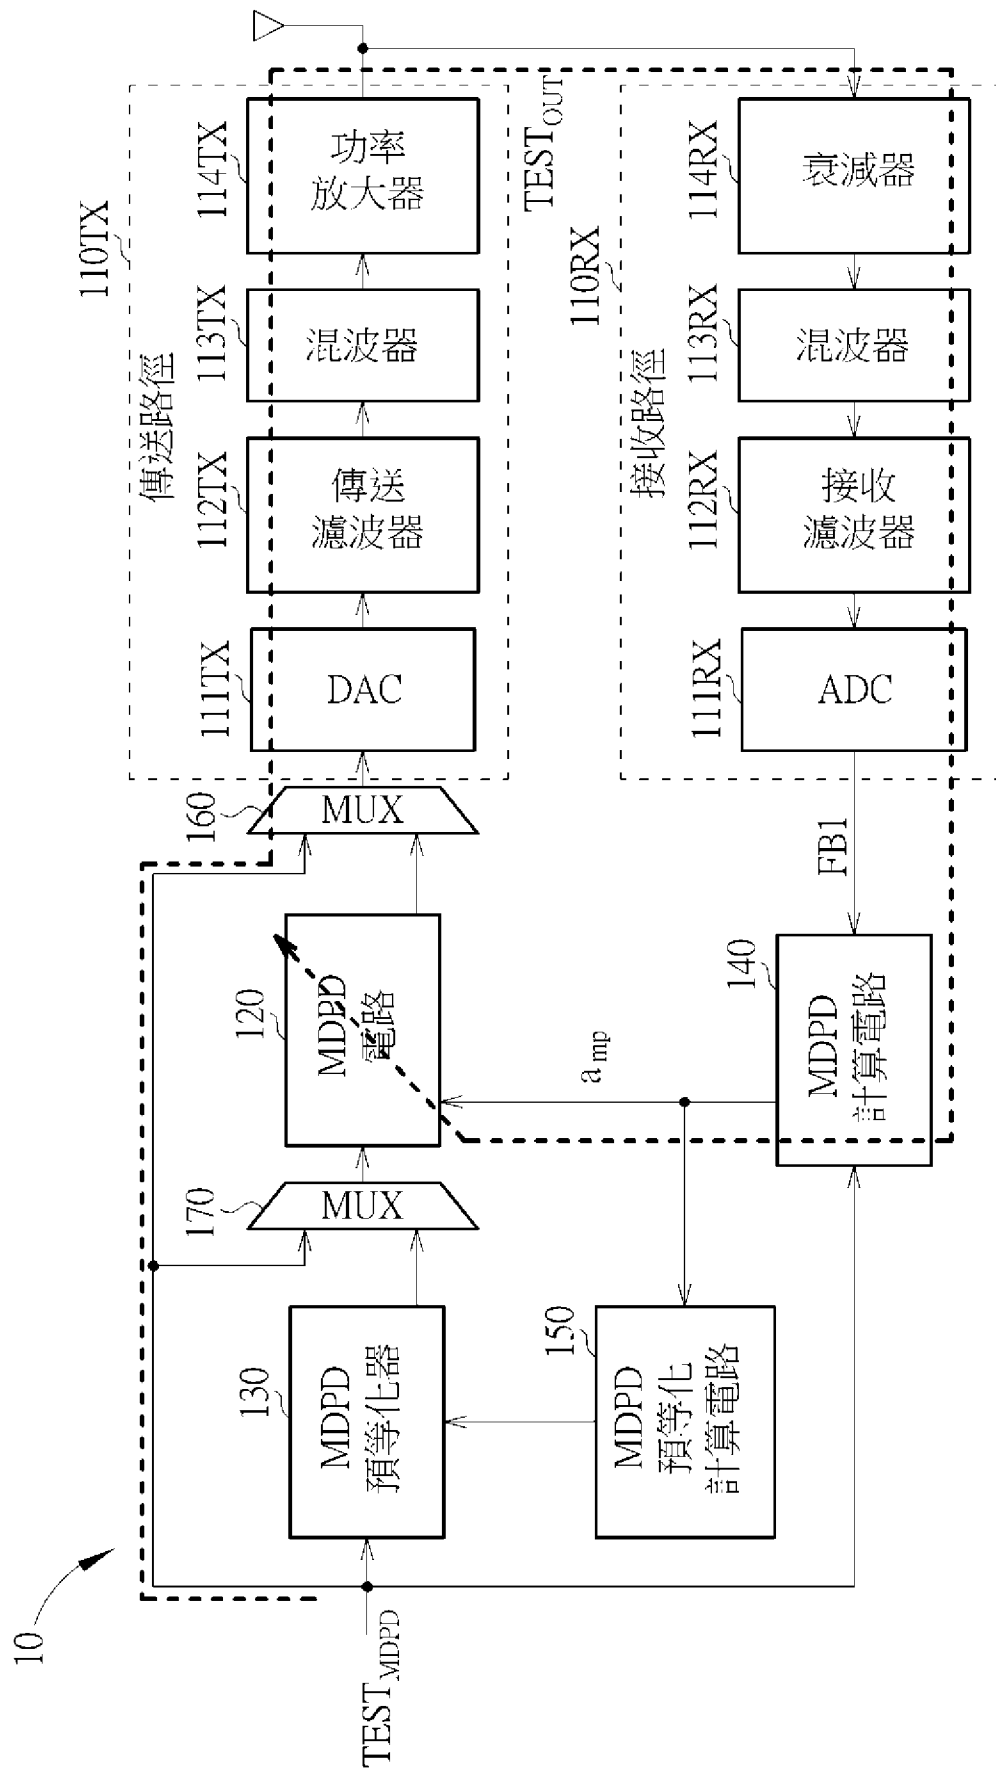 10
TEST_MDPD
130
MDPD
預等化器
170
MUX
120
MDPD
電路
160
MUX
110TX
傳送路徑
111TX
DAC
112TX
傳送
濾波器
113TX
混波器
114TX
功率
放大器
TEST_OUT
150
MDPD
預等化
計算電路
a_mp
140
MDPD
計算電路
FB1
110RX
接收路徑
111RX
ADC
112RX
接收
濾波器
113RX
混波器
114RX
衰減器